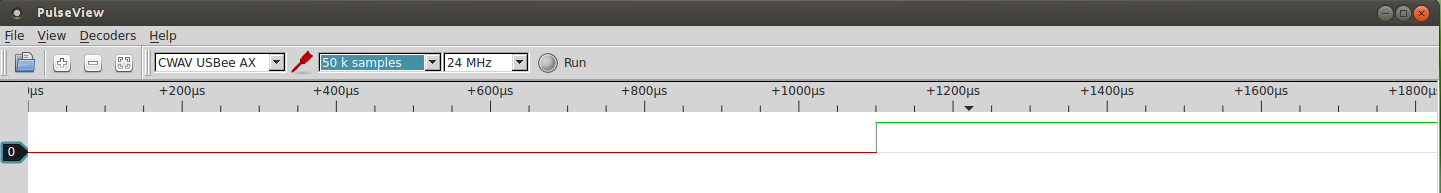 PulseView
File View Decoders Help
CWAV USBee AX 50 k samples 24 MHz Run
µs +200µs +400µs +600µs +800µs +1000µs +1200µs +1400µs +1600µs +1800µs
0